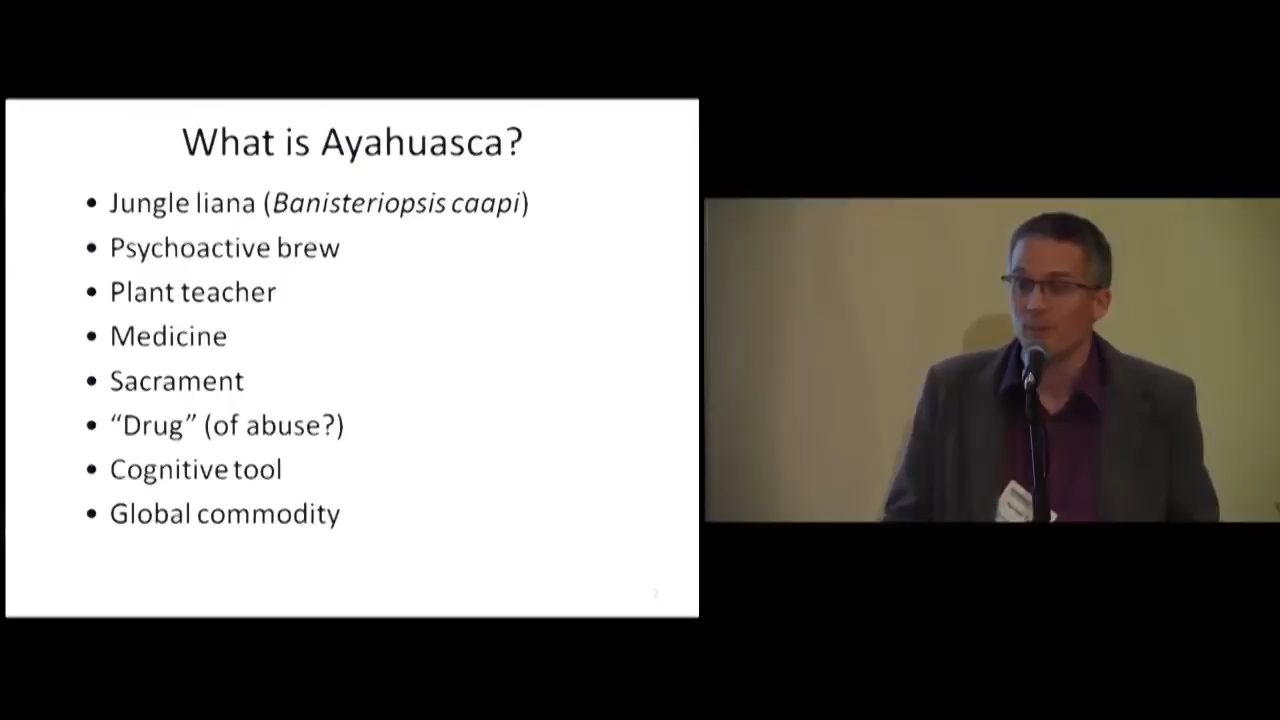 What is Ayahuasca?
• Jungle liana (Banisteriopsis caapi)
• Psychoactive brew
• Plant teacher
• Medicine
• Sacrament
• “Drug” (of abuse?)
• Cognitive tool
• Global commodity
2